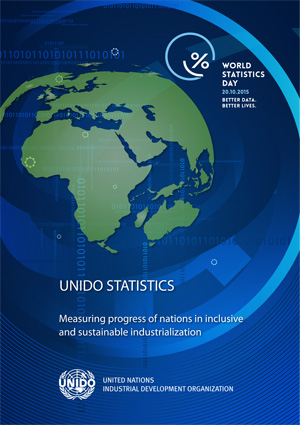 WORLD
STATISTICS
DAY
20.10.2015
BETTER DATA.
BETTER LIVES.
UNIDO STATISTICS
Measuring progress of nations in inclusive
and sustainable industrialization
UNIDO
UNITED NATIONS
INDUSTRIAL DEVELOPMENT ORGANIZATION